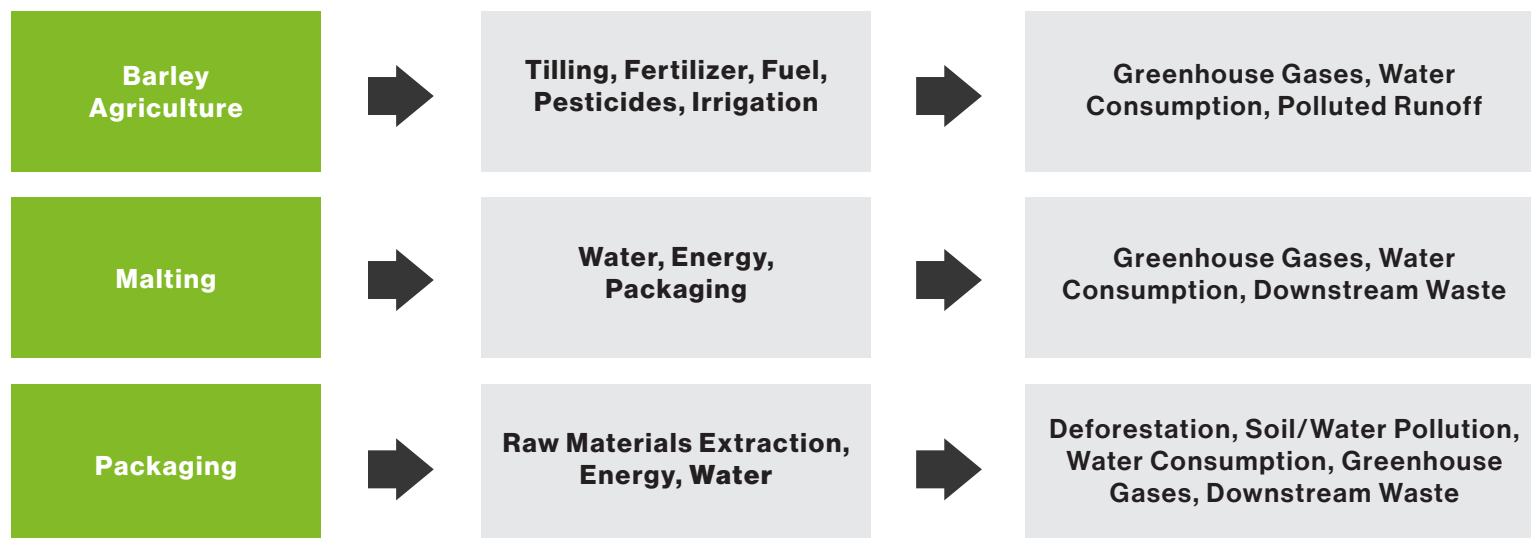 Barley
Agriculture
Tilling, Fertilizer, Fuel,
Pesticides, Irrigation
Greenhouse Gases, Water
Consumption, Polluted Runoff
Malting
Water, Energy,
Packaging
Greenhouse Gases, Water
Consumption, Downstream Waste
Packaging
Raw Materials Extraction,
Energy, Water
Deforestation, Soil/Water Pollution,
Water Consumption, Greenhouse
Gases, Downstream Waste